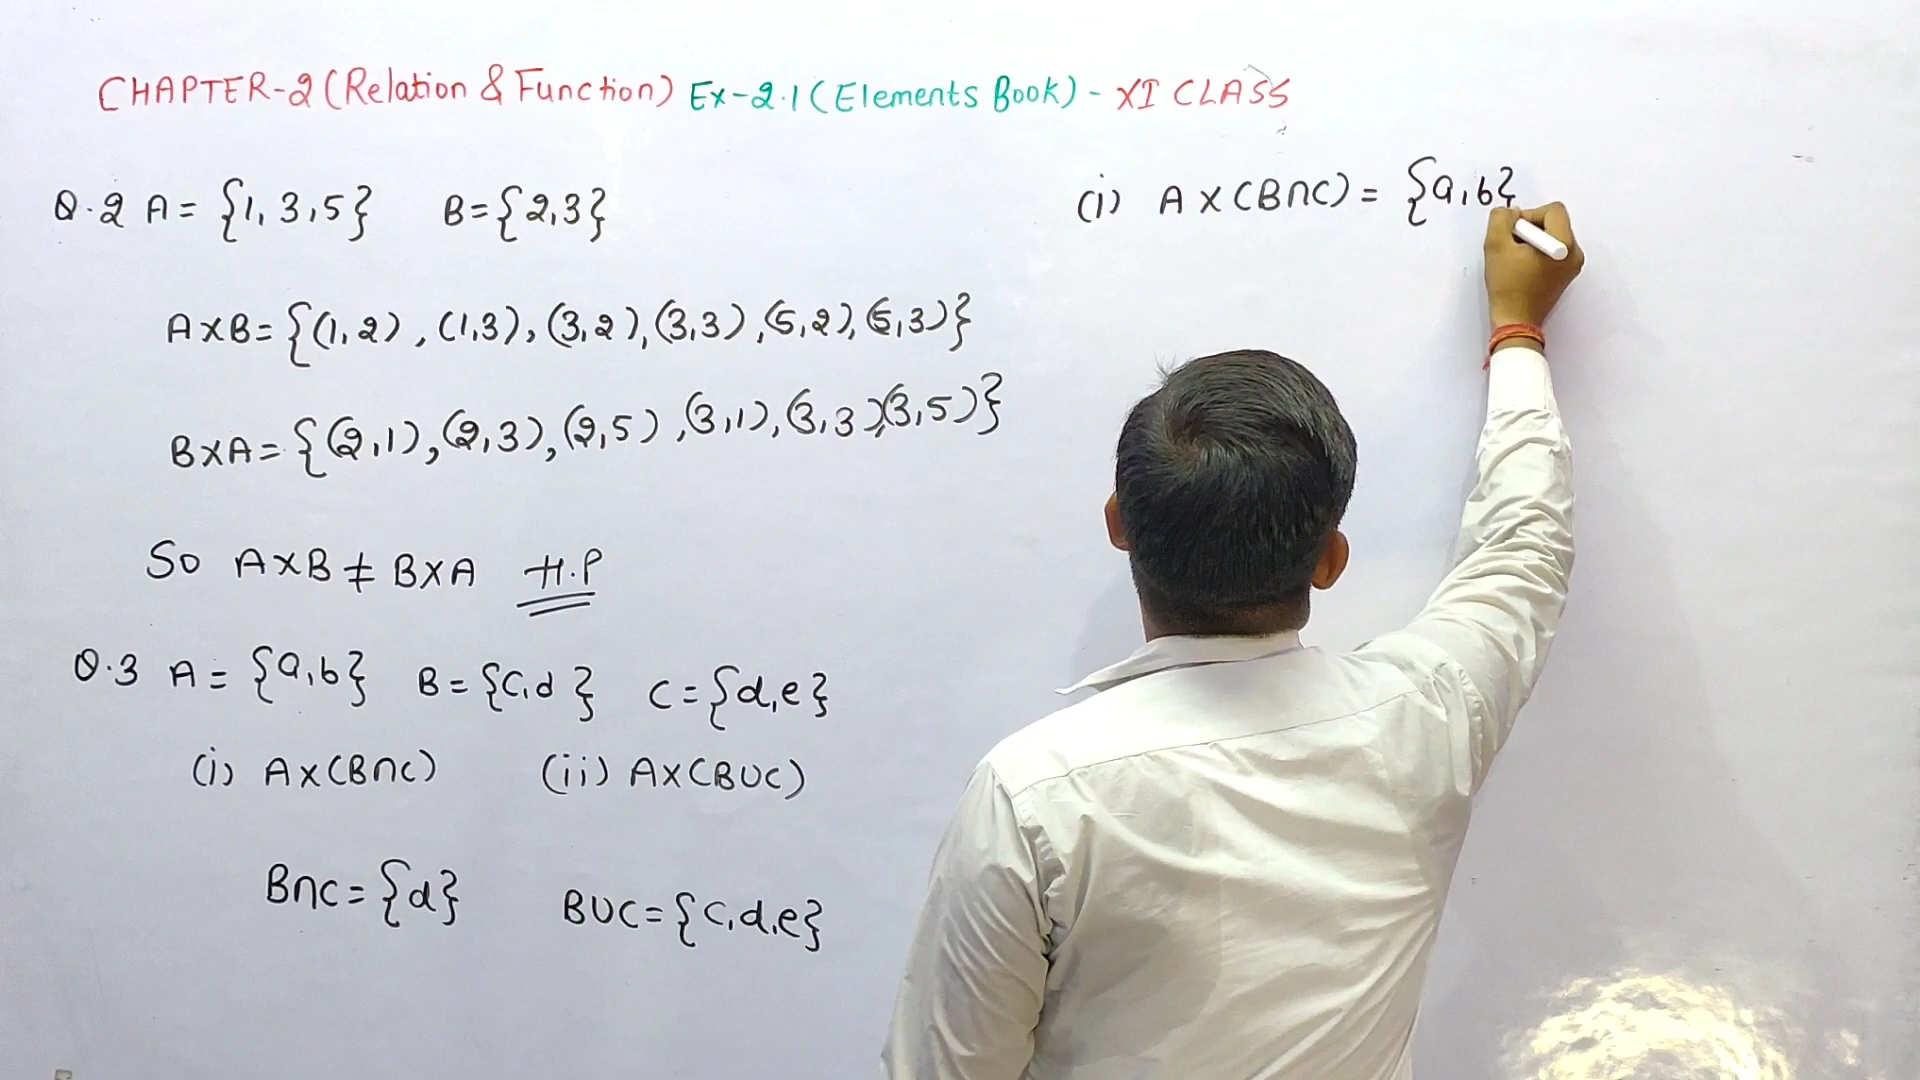 CHAPTER-2 (Relation & Function) Ex-2.1 (Elements Book) - XI CLASS
Q.2 A = {1, 3, 5} B = {2, 3}
A×B = {(1, 2), (1, 3), (3, 2), (3, 3), (5, 2), (5, 3)}
B×A = {(2, 1), (2, 3), (2, 5), (3, 1), (3, 3), (3, 5)}
So A×B ≠ B×A H.P
Q.3 A = {a, b} B = {c, d} C = {d, e}
(i) A×(B∩C) (ii) A×(B∪C)
B∩C = {d} B∪C = {c, d, e}
(i) A×(B∩C) = {a, b}